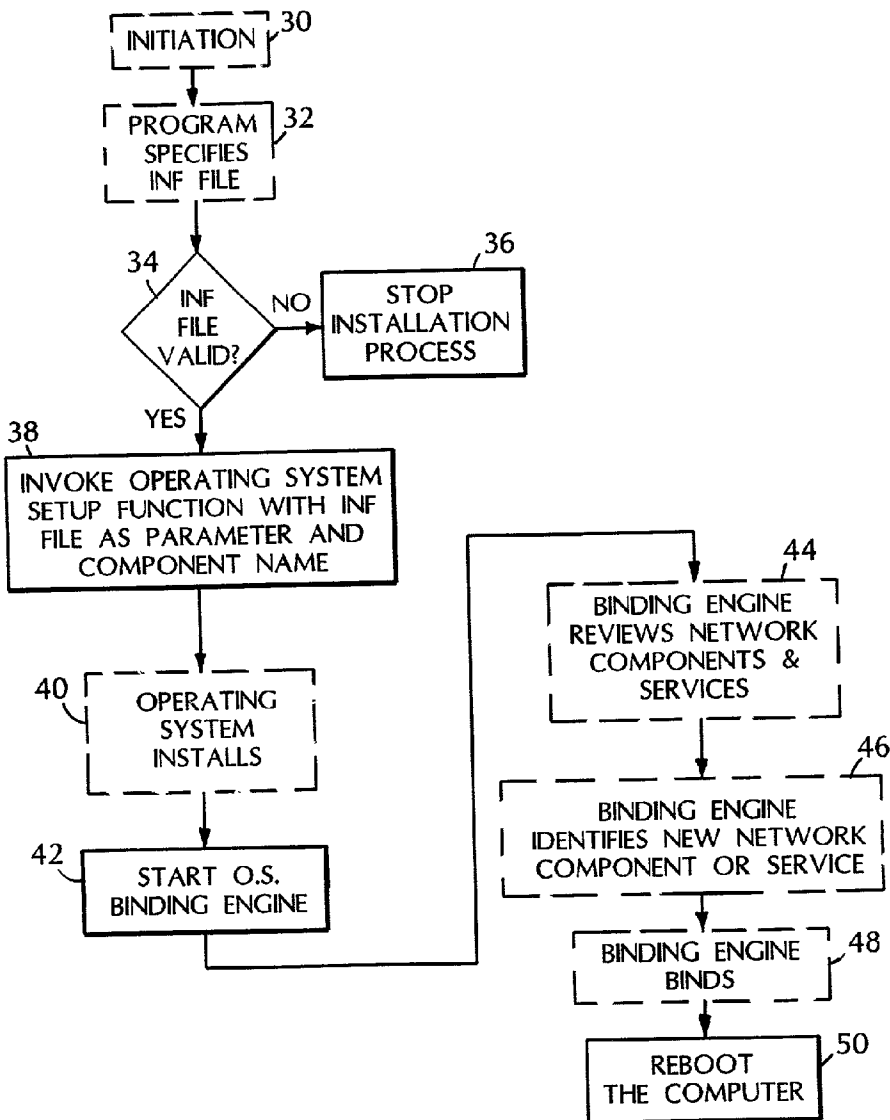 INITIATION
30
PROGRAM
SPECIFIES
INF FILE
32
34
INF
FILE
VALID?
NO
36
STOP
INSTALLATION
PROCESS
YES
38
INVOKE OPERATING SYSTEM
SETUP FUNCTION WITH INF
FILE AS PARAMETER AND
COMPONENT NAME
40
OPERATING
SYSTEM
INSTALLS
42
START O.S.
BINDING ENGINE
44
BINDING ENGINE
REVIEWS NETWORK
COMPONENTS &
SERVICES
46
BINDING ENGINE
IDENTIFIES NEW NETWORK
COMPONENT OR SERVICE
BINDING ENGINE
BINDS
48
50
REBOOT
THE COMPUTER